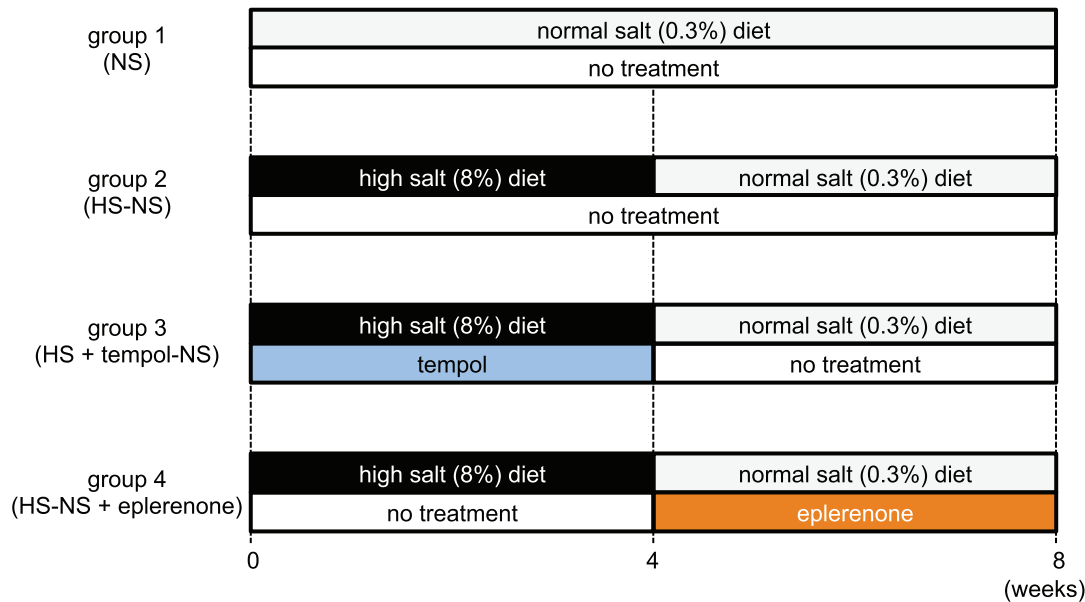 group 1
(NS)
normal salt (0.3%) diet
no treatment
group 2
(HS-NS)
high salt (8%) diet
normal salt (0.3%) diet
no treatment
group 3
(HS + tempol-NS)
high salt (8%) diet
normal salt (0.3%) diet
tempol
no treatment
group 4
(HS-NS + eplerenone)
high salt (8%) diet
normal salt (0.3%) diet
no treatment
eplerenone
0
4
8
(weeks)